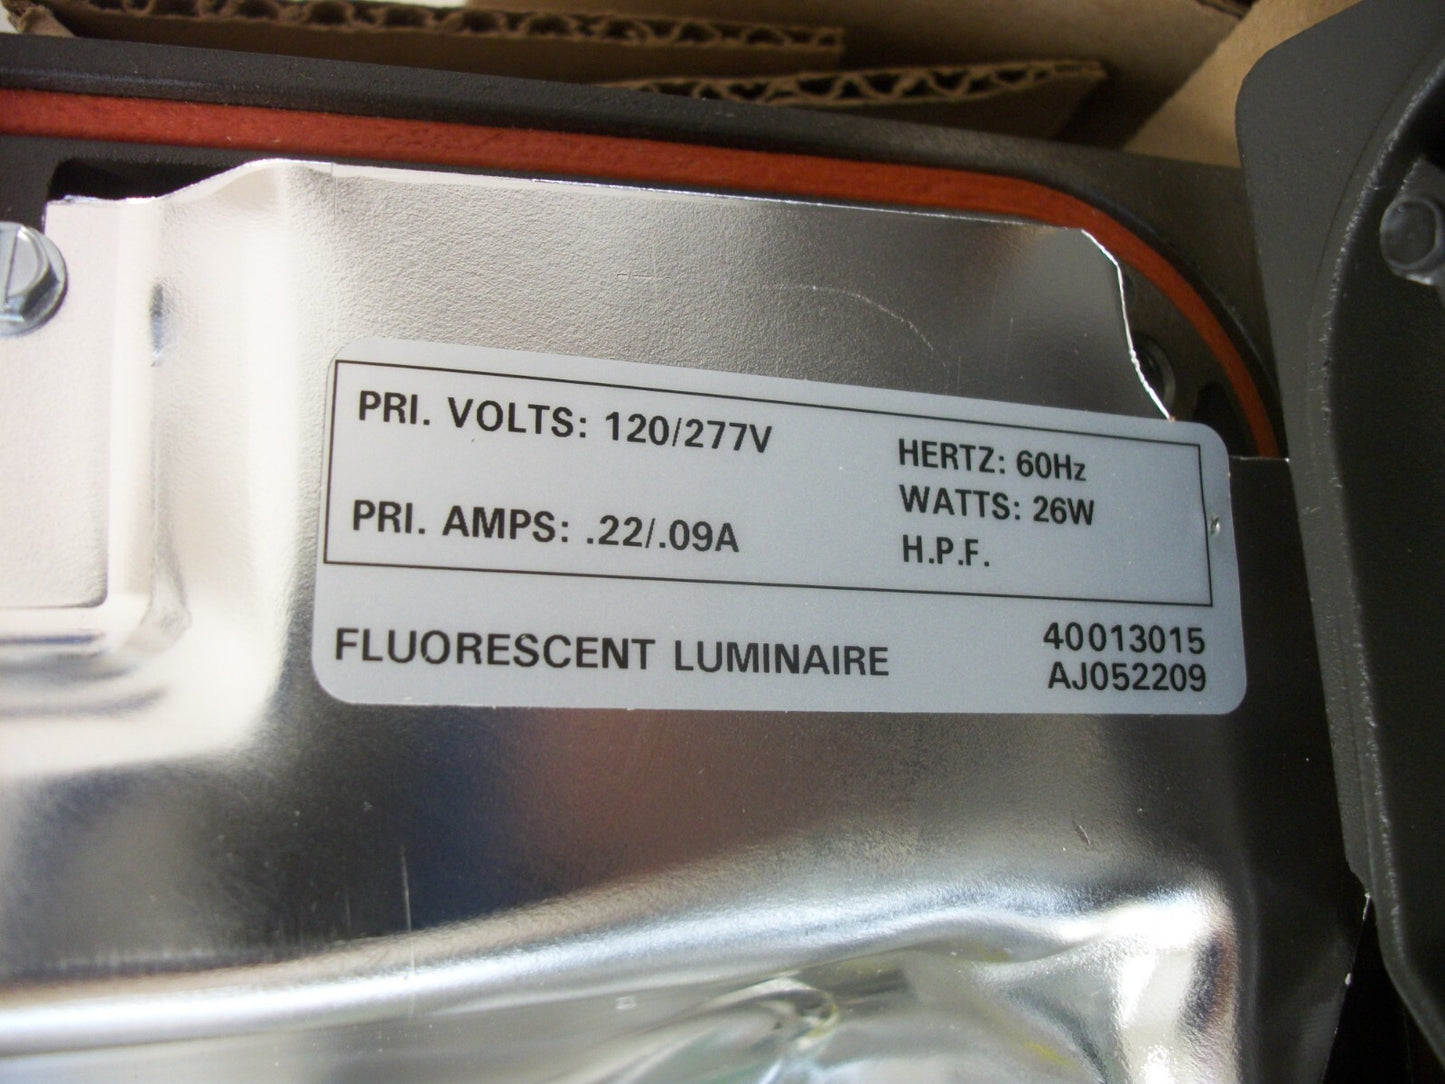 PRI. VOLTS: 120/277V
PRI. AMPS: .22/.09A
HERTZ: 60Hz
WATTS: 26W
H.P.F.
FLUORESCENT LUMINAIRE
40013015
AJ052209